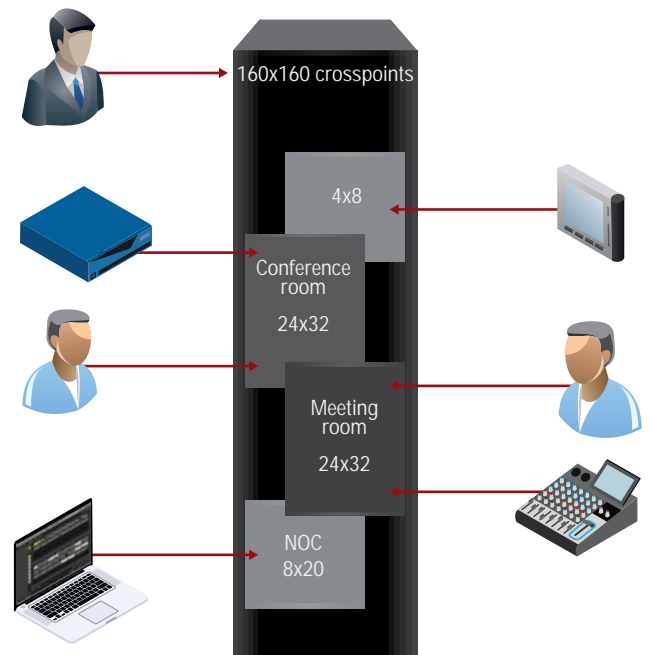 160x160 crosspoints
4x8
Conference
room
24x32
Meeting
room
24x32
NOC
8x20